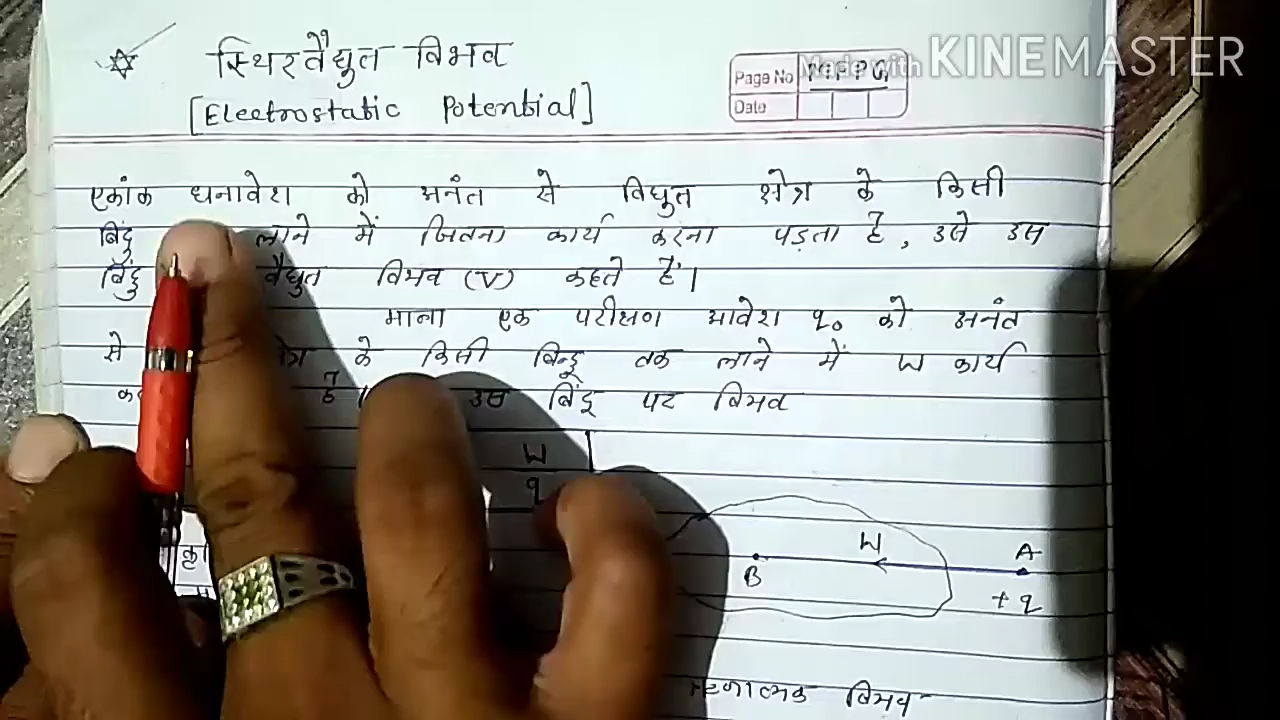 स्थिरवैद्युत विभव
[Electrostatic Potential]
Page No
Date
Made with KINEMASTER
एकांक धनावेश को अनंत से विद्युत क्षेत्र के किसी
बिंदु लाने में जितना कार्य करना पड़ता है, उसे उस
बिंदु वैद्युत विभव (V) कहते हैं।
माना एक परीक्षण आवेश q₀ को अनंत
से के किसी बिन्दू तक लाने में W कार्य
है। उस बिंदू पर विभव
W
q
W
A
B
+q
विभव